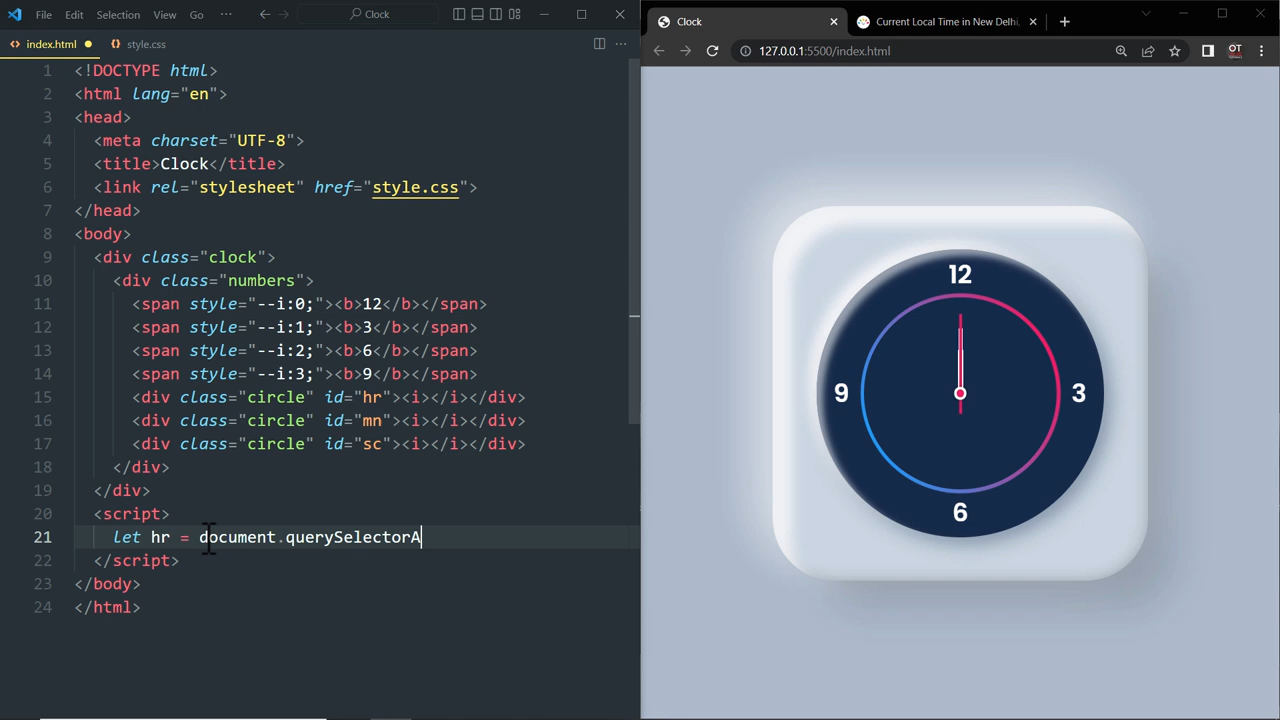 File Edit Selection View Go ··· Clock
index.html style.css ···
1 <!DOCTYPE html>
2 <html lang="en">
3 <head>
4 <meta charset="UTF-8">
5 <title>Clock</title>
6 <link rel="stylesheet" href="style.css">
7 </head>
8 <body>
9 <div class="clock">
10 <div class="numbers">
11 <span style="--i:0;"><b>12</b></span>
12 <span style="--i:1;"><b>3</b></span>
13 <span style="--i:2;"><b>6</b></span>
14 <span style="--i:3;"><b>9</b></span>
15 <div class="circle" id="hr"><i></i></div>
16 <div class="circle" id="mn"><i></i></div>
17 <div class="circle" id="sc"><i></i></div>
18 </div>
19 </div>
20 <script>
21 let hr = document.querySelectorA
22 </script>
23 </body>
24 </html>
Clock Current Local Time in New Delhi,
127.0.0.1:5500/index.html OT
12
9 3
6